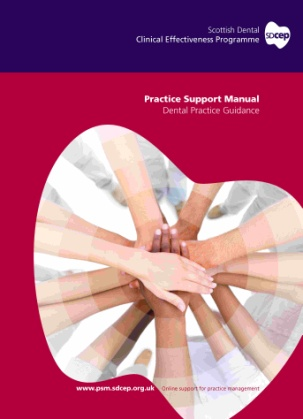 Scottish Dental
Clinical Effectiveness Programme
sdcep
Practice Support Manual
Dental Practice Guidance
www.psm.sdcep.org.uk Online support for practice management